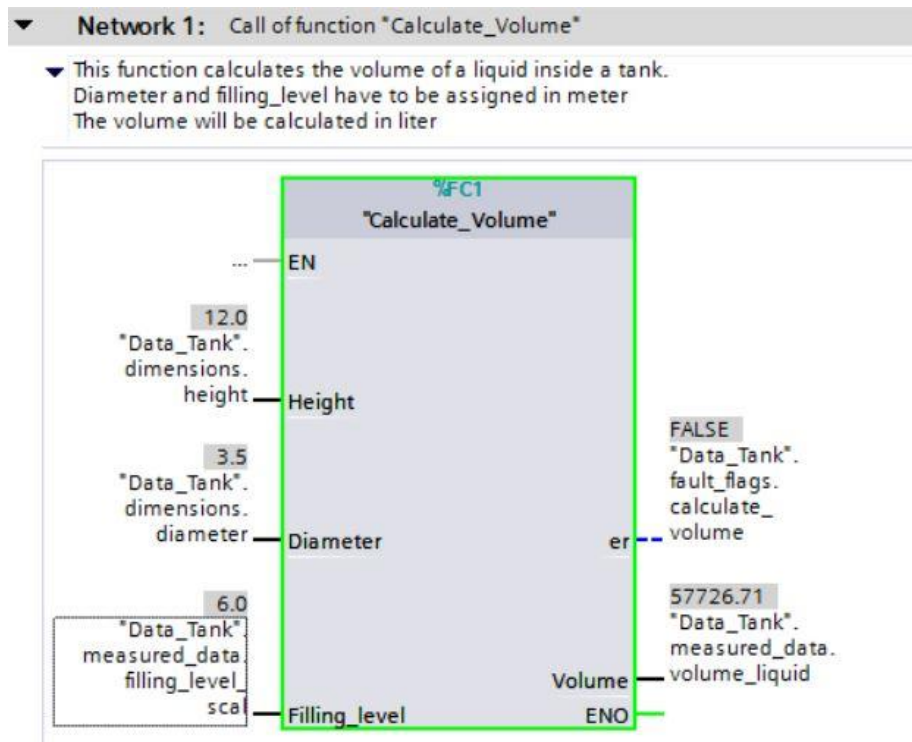 Network 1: Call of function "Calculate_Volume"
This function calculates the volume of a liquid inside a tank.
Diameter and filling_level have to be assigned in meter
The volume will be calculated in liter
%FC1
"Calculate_Volume"
... EN
12.0
"Data_Tank".
dimensions.
height
Height
3.5
"Data_Tank".
dimensions.
diameter
Diameter
FALSE
"Data_Tank".
fault_flags.
calculate_
volume
er
6.0
"Data_Tank".
measured_data.
filling_level_
scal
Filling_level
57726.71
"Data_Tank".
measured_data.
volume_liquid
Volume
ENO